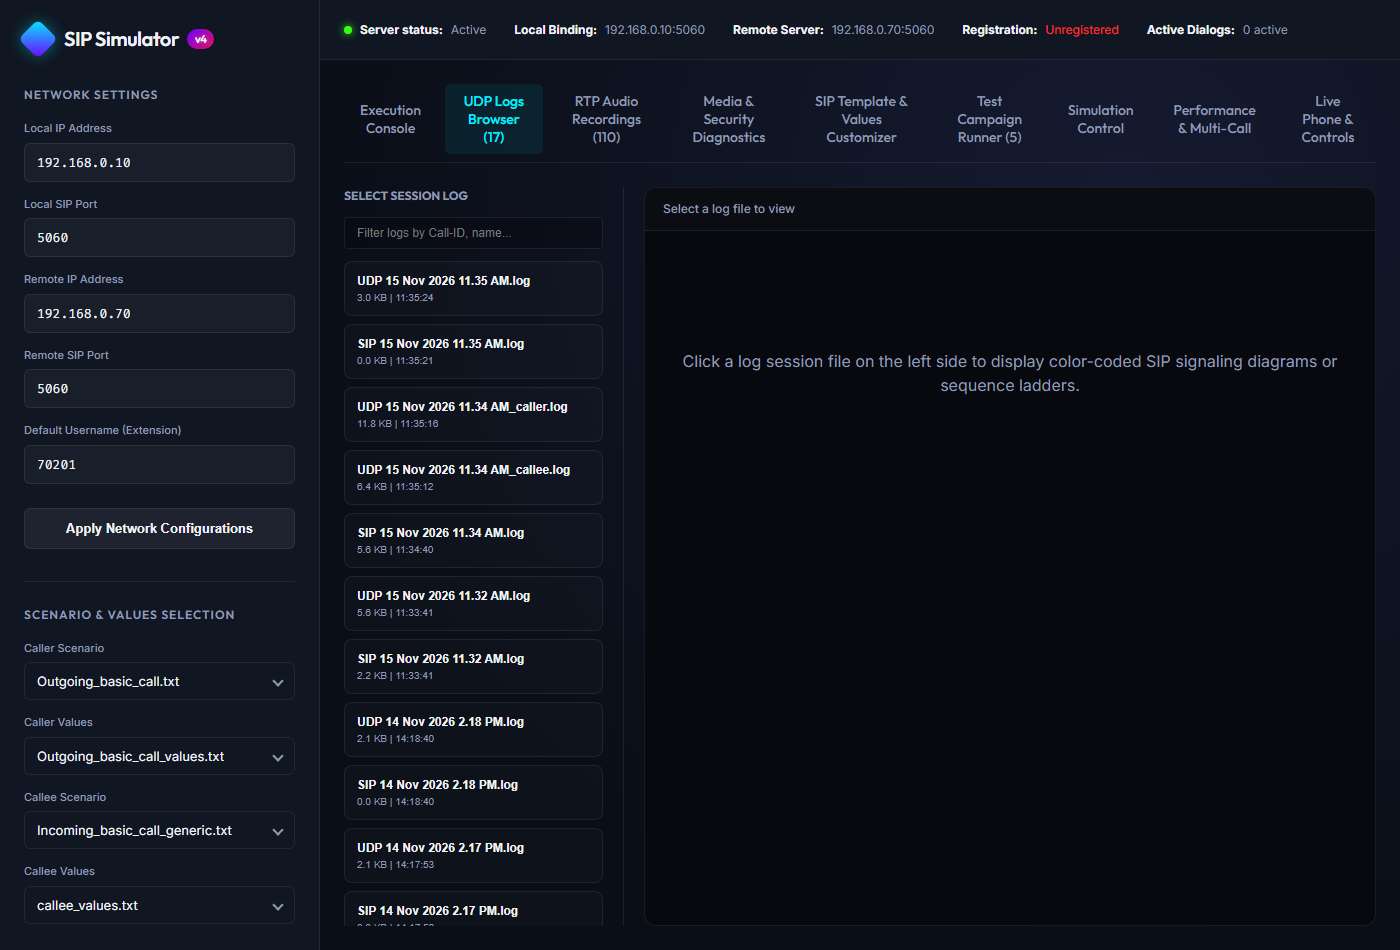 SIP Simulator v4
NETWORK SETTINGS
Local IP Address
192.168.0.10
Local SIP Port
5060
Remote IP Address
192.168.0.70
Remote SIP Port
5060
Default Username (Extension)
70201
Apply Network Configurations
SCENARIO & VALUES SELECTION
Caller Scenario
Outgoing_basic_call.txt
Caller Values
Outgoing_basic_call_values.txt
Callee Scenario
Incoming_basic_call_generic.txt
Callee Values
callee_values.txt
Server status: Active Local Binding: 192.168.0.10:5060 Remote Server: 192.168.0.70:5060 Registration: Unregistered Active Dialogs: 0 active
Execution
Console
UDP Logs
Browser
(17)
RTP Audio
Recordings
(110)
Media &
Security
Diagnostics
SIP Template &
Values
Customizer
Test
Campaign
Runner (5)
Simulation
Control
Performance
& Multi-Call
Live
Phone &
Controls
SELECT SESSION LOG
Filter logs by Call-ID, name...
UDP 15 Nov 2026 11.35 AM.log
3.0 KB | 11:35:24
SIP 15 Nov 2026 11.35 AM.log
0.0 KB | 11:35:21
UDP 15 Nov 2026 11.34 AM_caller.log
11.8 KB | 11:35:16
UDP 15 Nov 2026 11.34 AM_callee.log
6.4 KB | 11:35:12
SIP 15 Nov 2026 11.34 AM.log
5.6 KB | 11:34:40
UDP 15 Nov 2026 11.32 AM.log
5.6 KB | 11:33:41
SIP 15 Nov 2026 11.32 AM.log
2.2 KB | 11:33:41
UDP 14 Nov 2026 2.18 PM.log
2.1 KB | 14:18:40
SIP 14 Nov 2026 2.18 PM.log
0.0 KB | 14:18:40
UDP 14 Nov 2026 2.17 PM.log
2.1 KB | 14:17:53
SIP 14 Nov 2026 2.17 PM.log
Select a log file to view
Click a log session file on the left side to display color-coded SIP signaling diagrams or
sequence ladders.